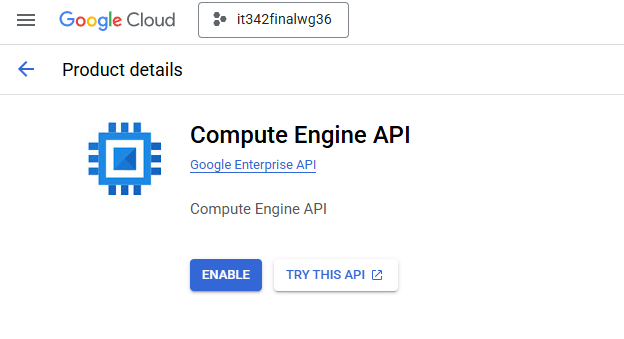 Google Cloud
it342finalwg36
Product details
Compute Engine API
Google Enterprise API
Compute Engine API
ENABLE
TRY THIS API